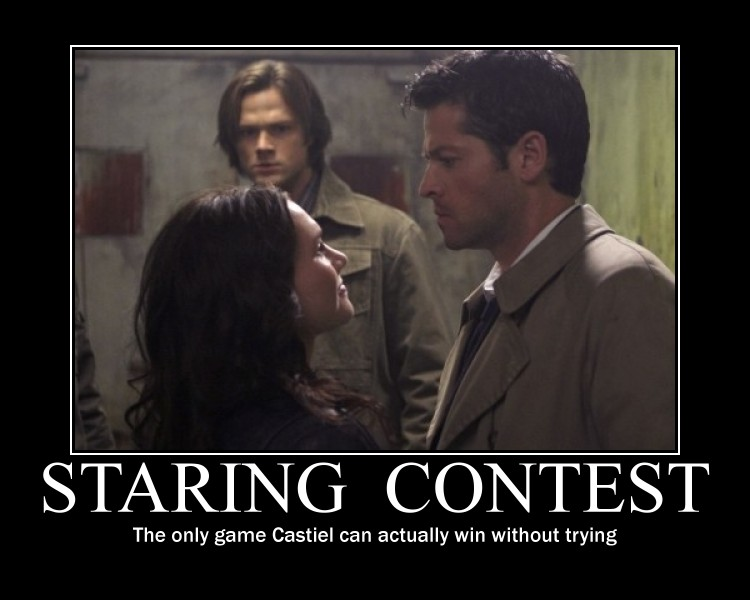 STARING CONTEST
The only game Castiel can actually win without trying